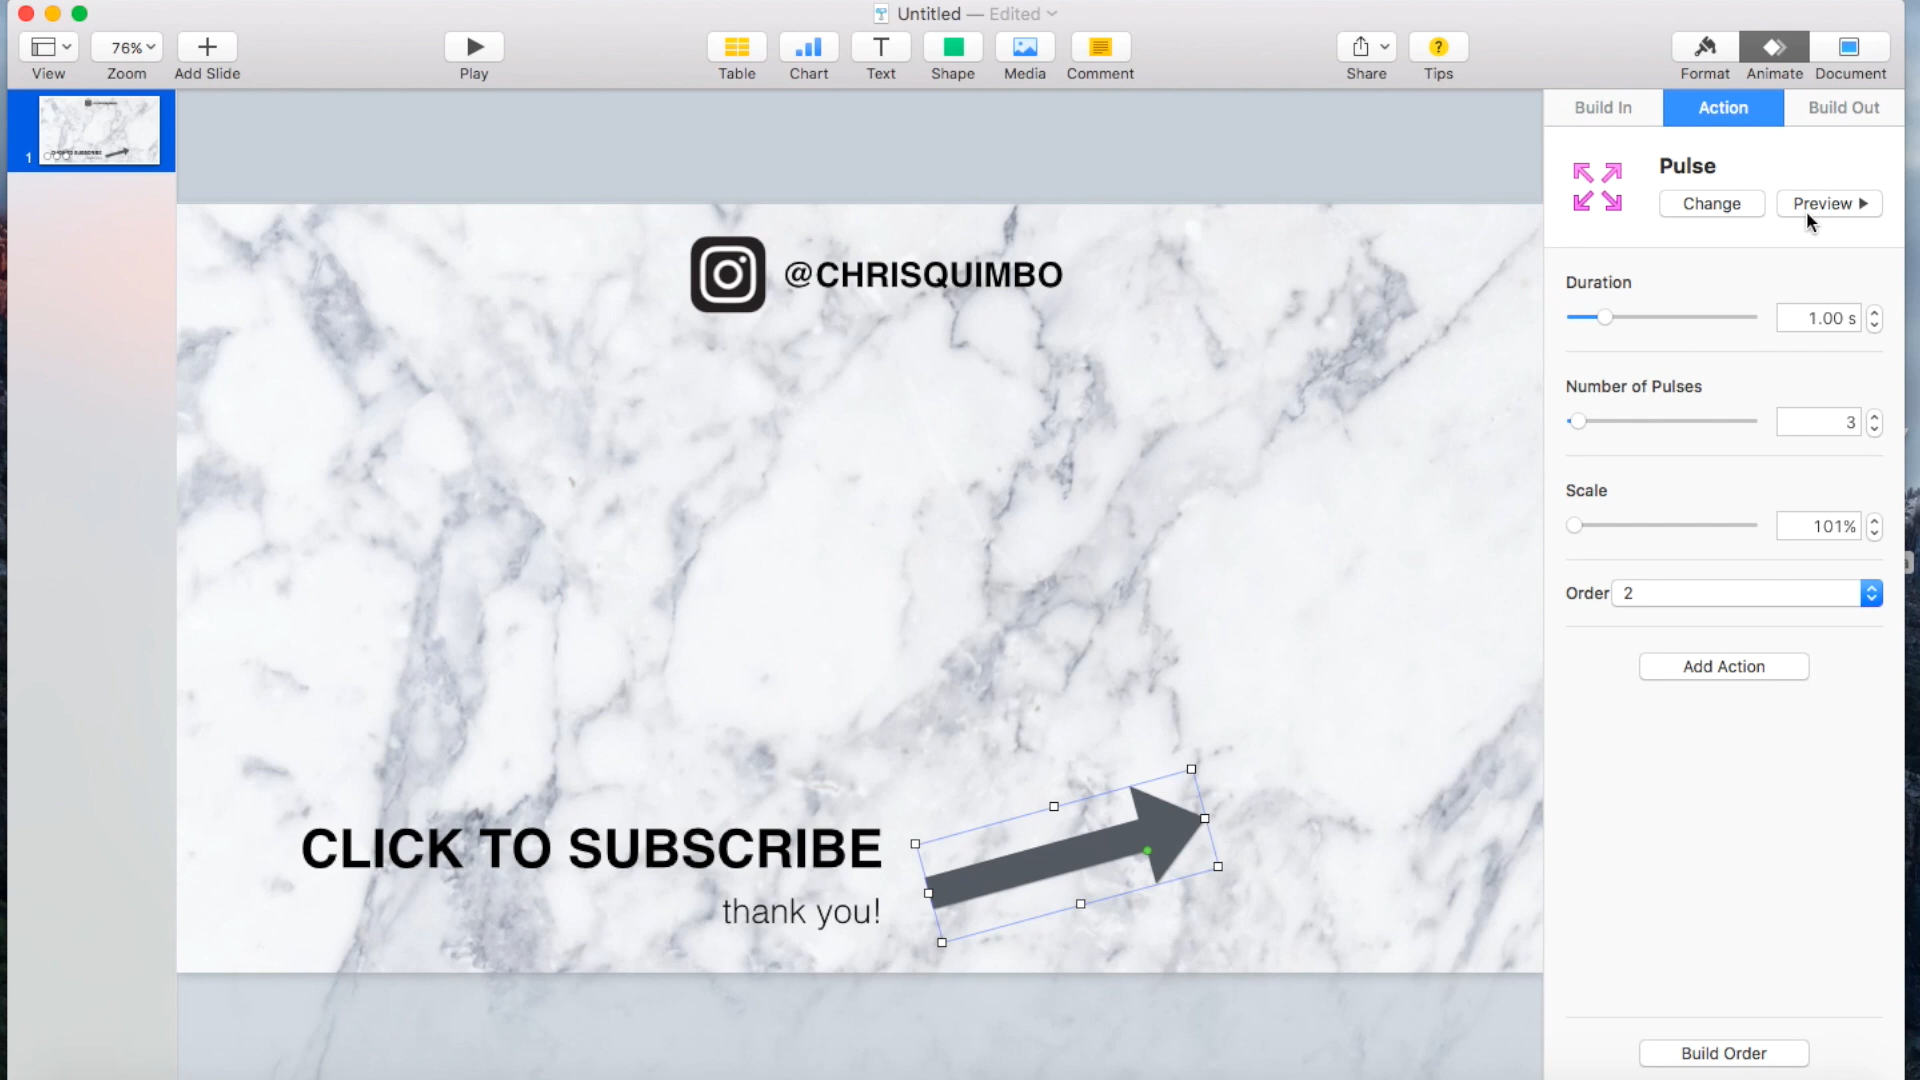 Untitled — Edited
76%
View
Zoom
Add Slide
Play
Table
Chart
Text
Shape
Media
Comment
Share
Tips
Format
Animate
Document
Build In
Action
Build Out
Pulse
Change
Preview
Duration
1.00 s
Number of Pulses
3
Scale
101%
Order 2
Add Action
Build Order
1
@CHRISQUIMBO
CLICK TO SUBSCRIBE
thank you!